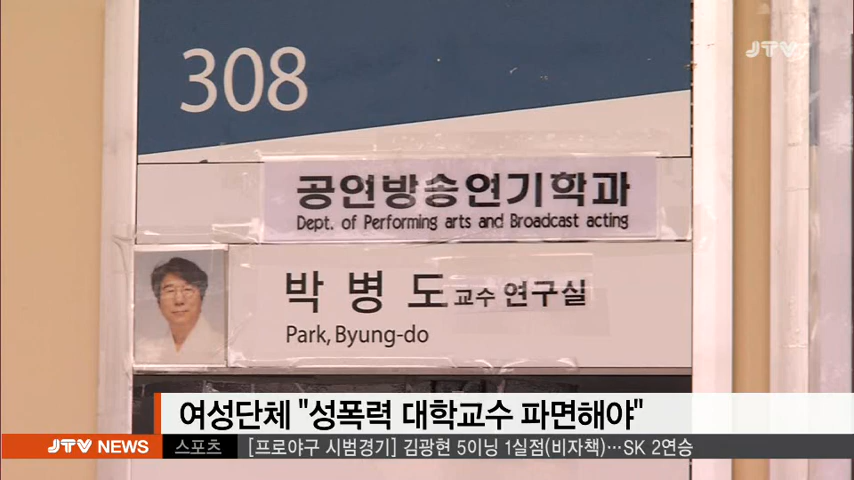 308
JTV
공연방송연기학과
Dept. of Performing arts and Broadcast acting
박병도 교수 연구실
Park, Byung-do
여성단체 "성폭력 대학교수 파면해야"
JTV NEWS 스포츠 [프로야구 시범경기] 김광현 5이닝 1실점(비자책)…SK 2연승